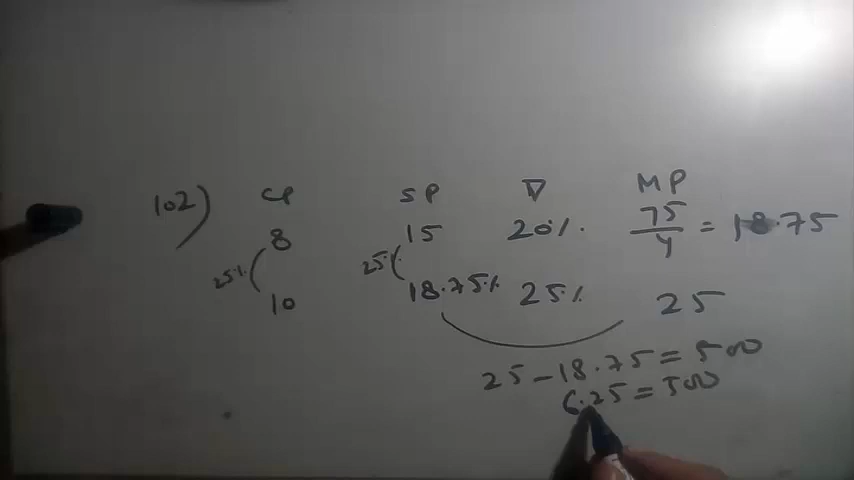 102) CP SP ∇ MP
8 15 20% 75/4 = 18.75
25% 25%
10 18.75% 25% 25
25 - 18.75 = 500
6.25 = 500